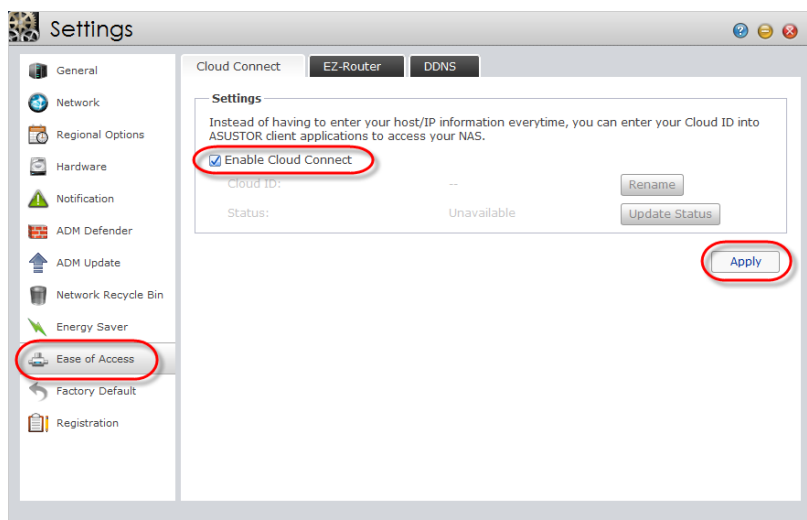 Settings
General
Network
Regional Options
Hardware
Notification
ADM Defender
ADM Update
Network Recycle Bin
Energy Saver
Ease of Access
Factory Default
Registration
Cloud Connect EZ-Router DDNS
Settings
Instead of having to enter your host/IP information everytime, you can enter your Cloud ID into
ASUSTOR client applications to access your NAS.
Enable Cloud Connect
Cloud ID: -- Rename
Status: Unavailable Update Status
Apply